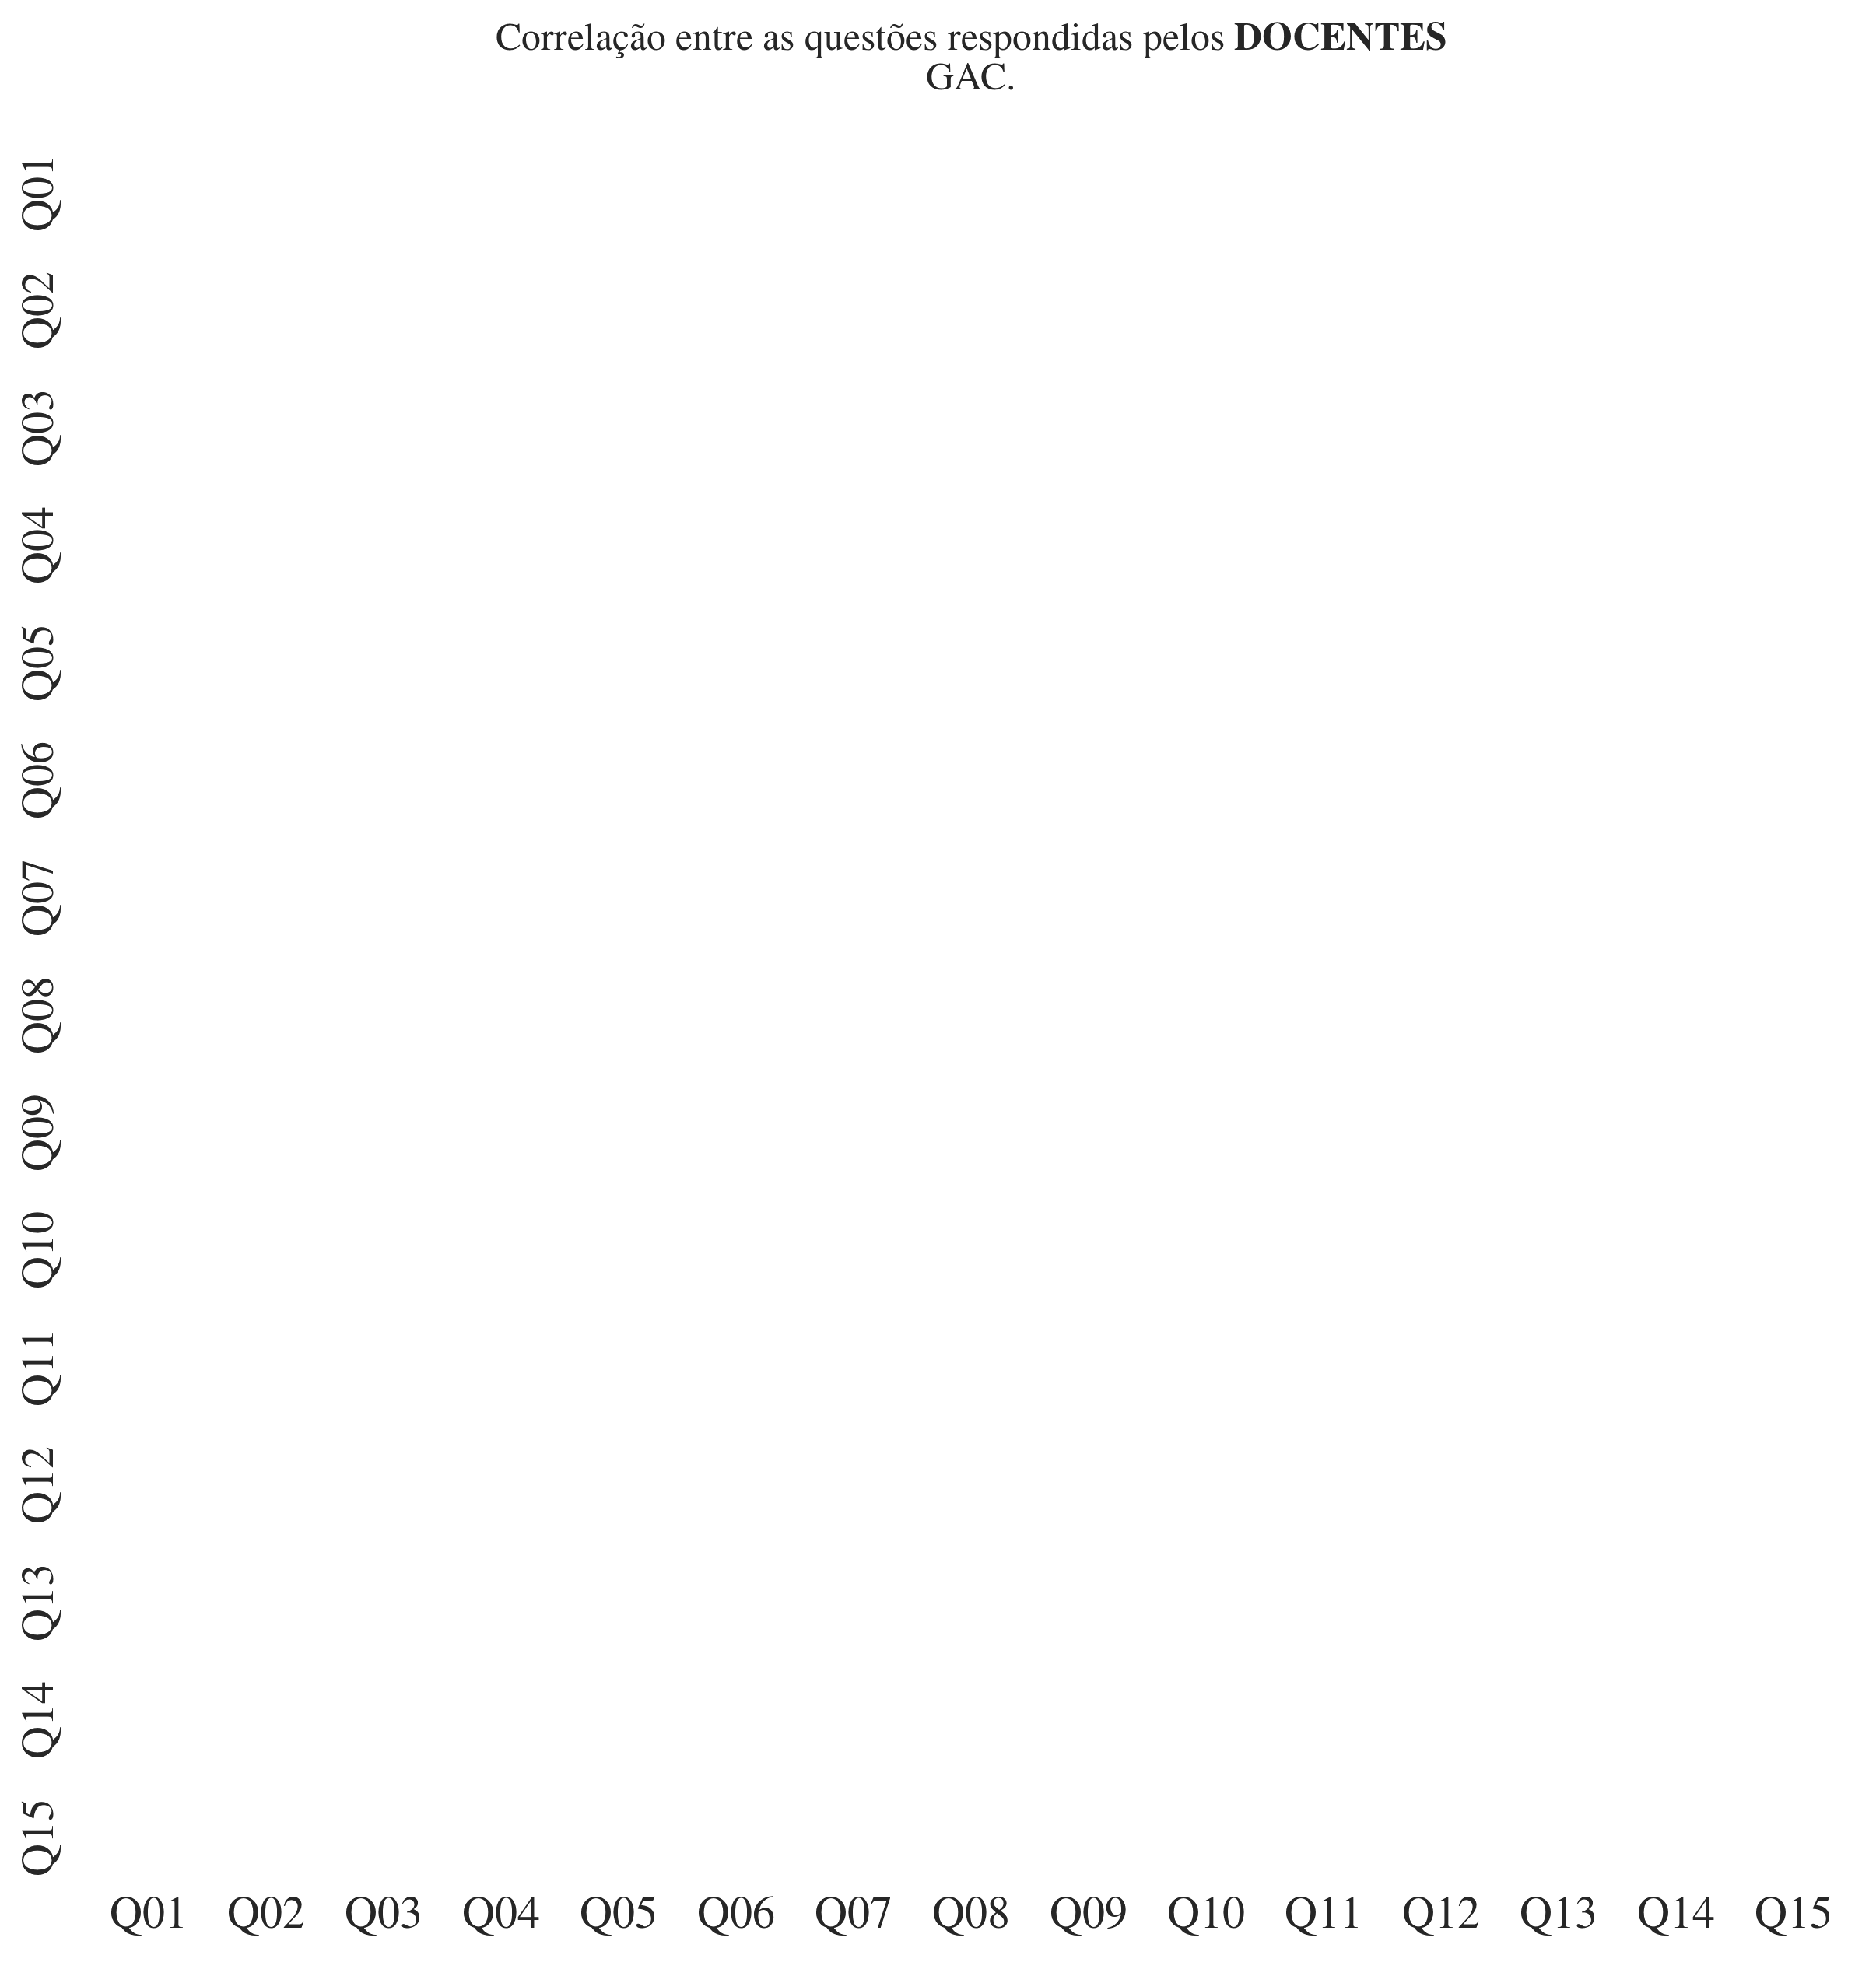 Correlação entre as questões respondidas pelos DOCENTES
GAC.
Q01
Q02
Q03
Q04
Q05
Q06
Q07
Q08
Q09
Q10
Q11
Q12
Q13
Q14
Q15
Q01 Q02 Q03 Q04 Q05 Q06 Q07 Q08 Q09 Q10 Q11 Q12 Q13 Q14 Q15